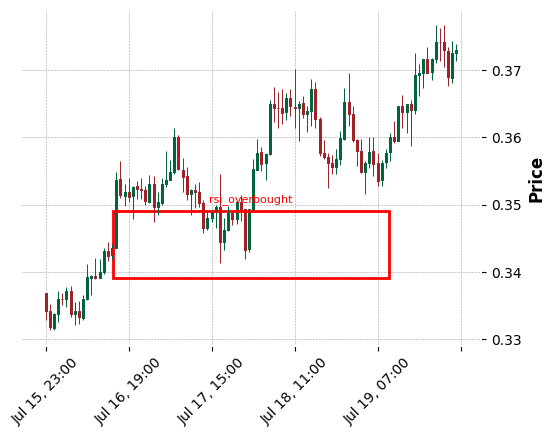 0.37
0.36
rsi_overbought
0.35
0.34
0.33
Price
Jul 15, 23:00
Jul 16, 19:00
Jul 17, 15:00
Jul 18, 11:00
Jul 19, 07:00